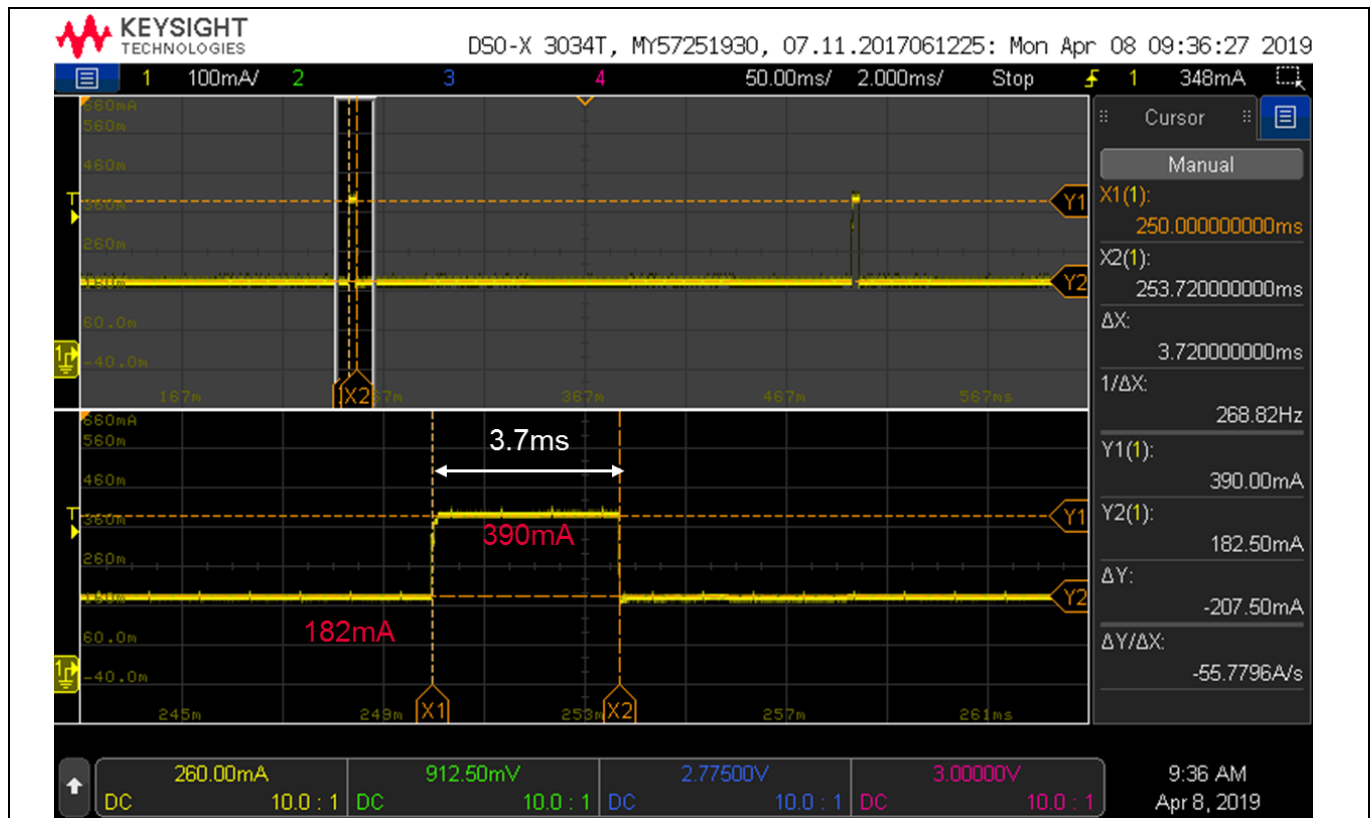 KEYSIGHT
TECHNOLOGIES
DSO-X 3034T, MY57251930, 07.11.2017061225: Mon Apr 08 09:36:27 2019
1 100mA/ 2 3 4 50.00ms/ 2.000ms/ Stop 1 348mA
660mA
560m
460m
T
360m
Y1
260m
160m
Y2
60.0m
1
-40.0m
167m X2 367m 467m 567ms
660mA
560m
3.7ms
460m
T
360m
Y1
390mA
260m
160m
Y2
182mA
60.0m
1
-40.0m
245m 249m X1 253m X2 257m 261ms
Cursor
Manual
X1(1):
250.000000000ms
X2(1):
253.720000000ms
ΔX:
3.720000000ms
1/ΔX:
268.82Hz
Y1(1):
390.00mA
Y2(1):
182.50mA
ΔY:
-207.50mA
ΔY/ΔX:
-55.7796A/s
260.00mA 912.50mV 2.77500V 3.00000V 9:36 AM
DC 10.0 : 1 DC 10.0 : 1 DC 10.0 : 1 DC 10.0 : 1 Apr 8, 2019